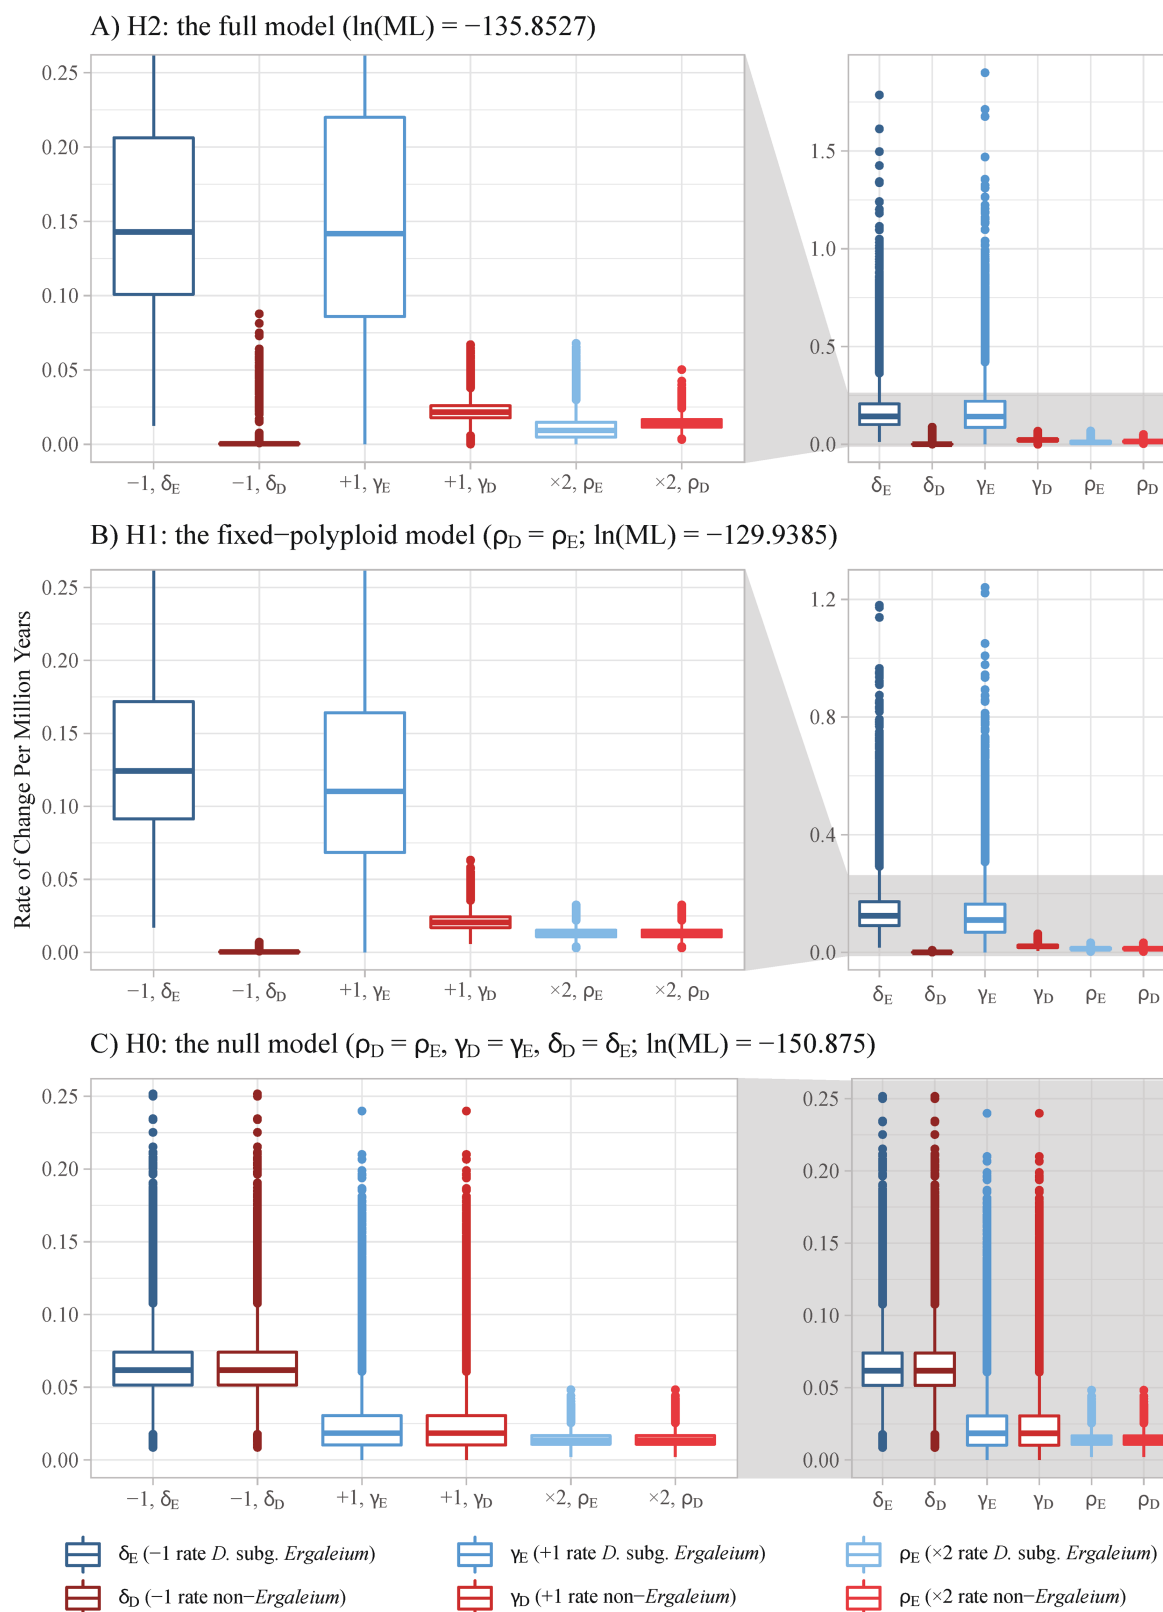 A) H2: the full model (ln(ML) = −135.8527)
0.25
0.20
0.15
0.10
0.05
0.00
−1, δE
−1, δD
+1, γE
+1, γD
×2, ρE
×2, ρD
1.5
1.0
0.5
0.0
δE
δD
γE
γD
ρE
ρD
B) H1: the fixed−polyploid model (ρD = ρE; ln(ML) = −129.9385)
Rate of Change Per Million Years
0.25
0.20
0.15
0.10
0.05
0.00
−1, δE
−1, δD
+1, γE
+1, γD
×2, ρE
×2, ρD
1.2
0.8
0.4
0.0
δE
δD
γE
γD
ρE
ρD
C) H0: the null model (ρD = ρE, γD = γE, δD = δE; ln(ML) = −150.875)
0.25
0.20
0.15
0.10
0.05
0.00
−1, δE
−1, δD
+1, γE
+1, γD
×2, ρE
×2, ρD
0.25
0.20
0.15
0.10
0.05
0.00
δE
δD
γE
γD
ρE
ρD
δE (−1 rate D. subg. Ergaleium)
γE (+1 rate D. subg. Ergaleium)
ρE (×2 rate D. subg. Ergaleium)
δD (−1 rate non−Ergaleium)
γD (+1 rate non−Ergaleium)
ρE (×2 rate non−Ergaleium)